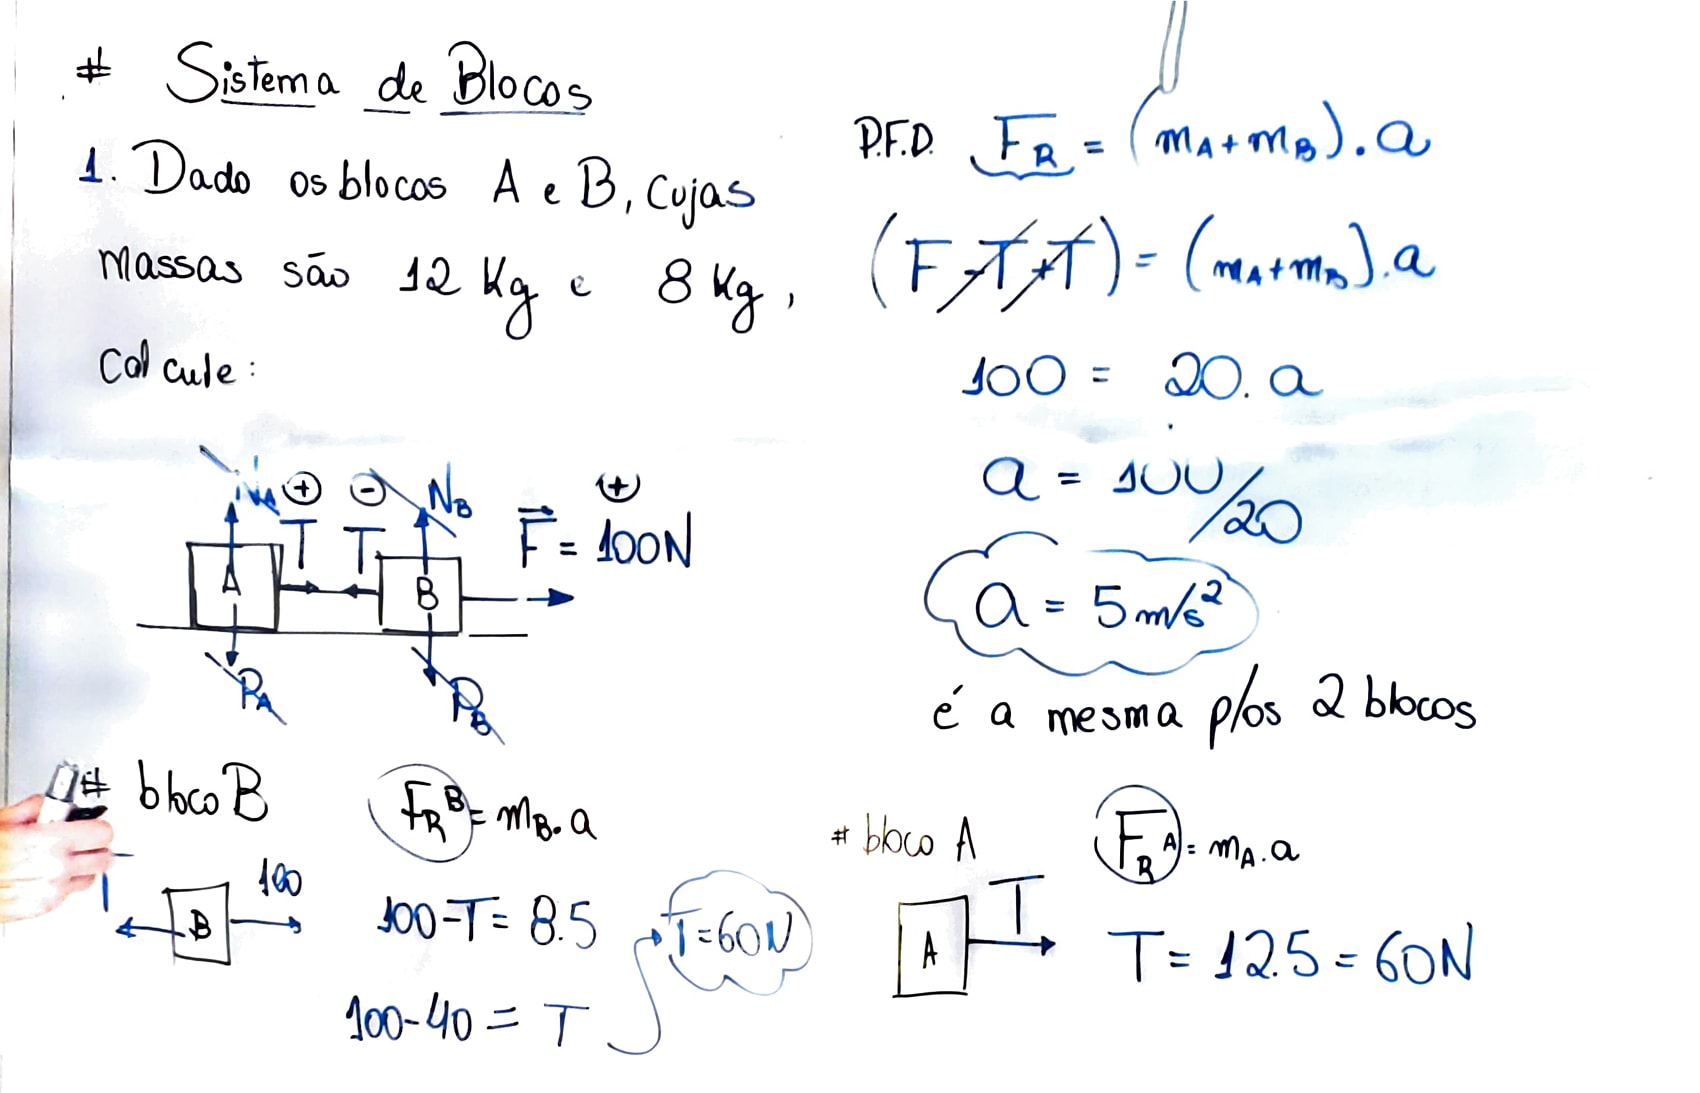 # Sistema de Blocos
1. Dado os blocos A e B, cujas
massas são 12 Kg e 8 Kg,
Calcule:
N_A ⊕ ⊖ N_B ⊕
T T F⃗ = 100N
A B
P_A P_B
P.F.D. F_R = (m_A + m_B) . a
(F - T + T) = (m_A + m_B) . a
100 = 20. a
a = 100/20
a = 5 m/s²
é a mesma p/os 2 blocos
# bloco B F_R^B = m_B . a
T B 100
100 - T = 8.5
100 - 40 = T
T = 60N
# bloco A F_R^A = m_A . a
A T
T = 12.5 = 60N